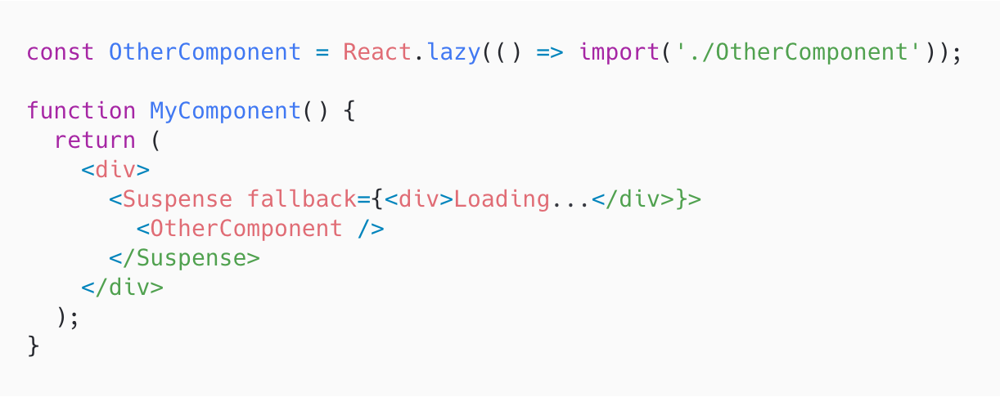 const OtherComponent = React.lazy(() => import('./OtherComponent'));

function MyComponent() {
  return (
    <div>
      <Suspense fallback={<div>Loading...</div>}>
        <OtherComponent />
      </Suspense>
    </div>
  );
}